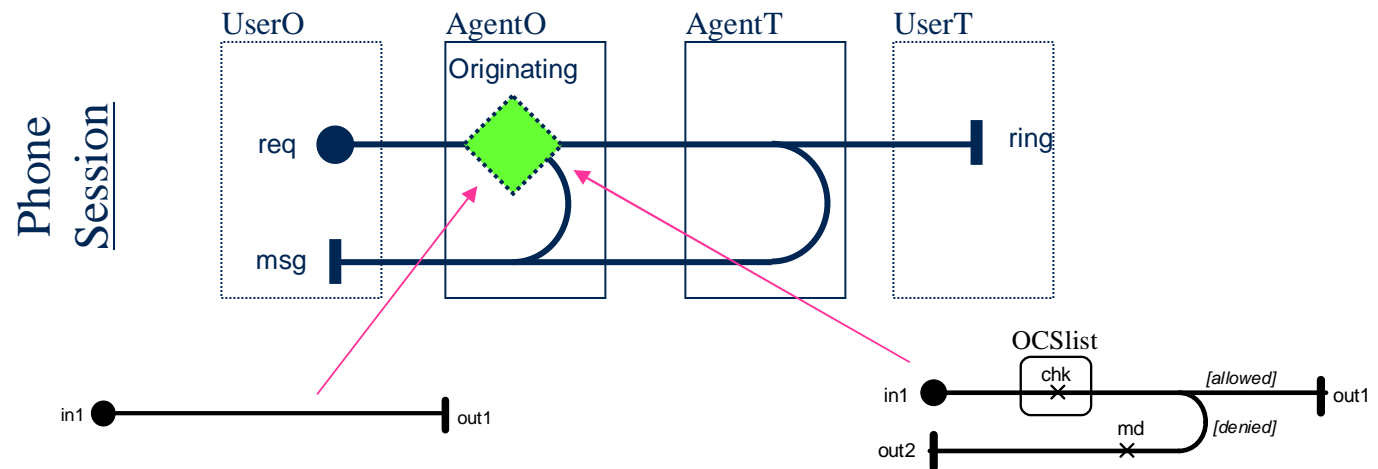 UserO
AgentO
AgentT
UserT
Originating
Phone
Session
req
ring
msg
OCSlist
chk
[allowed]
in1
out1
in1
out1
md
[denied]
out2